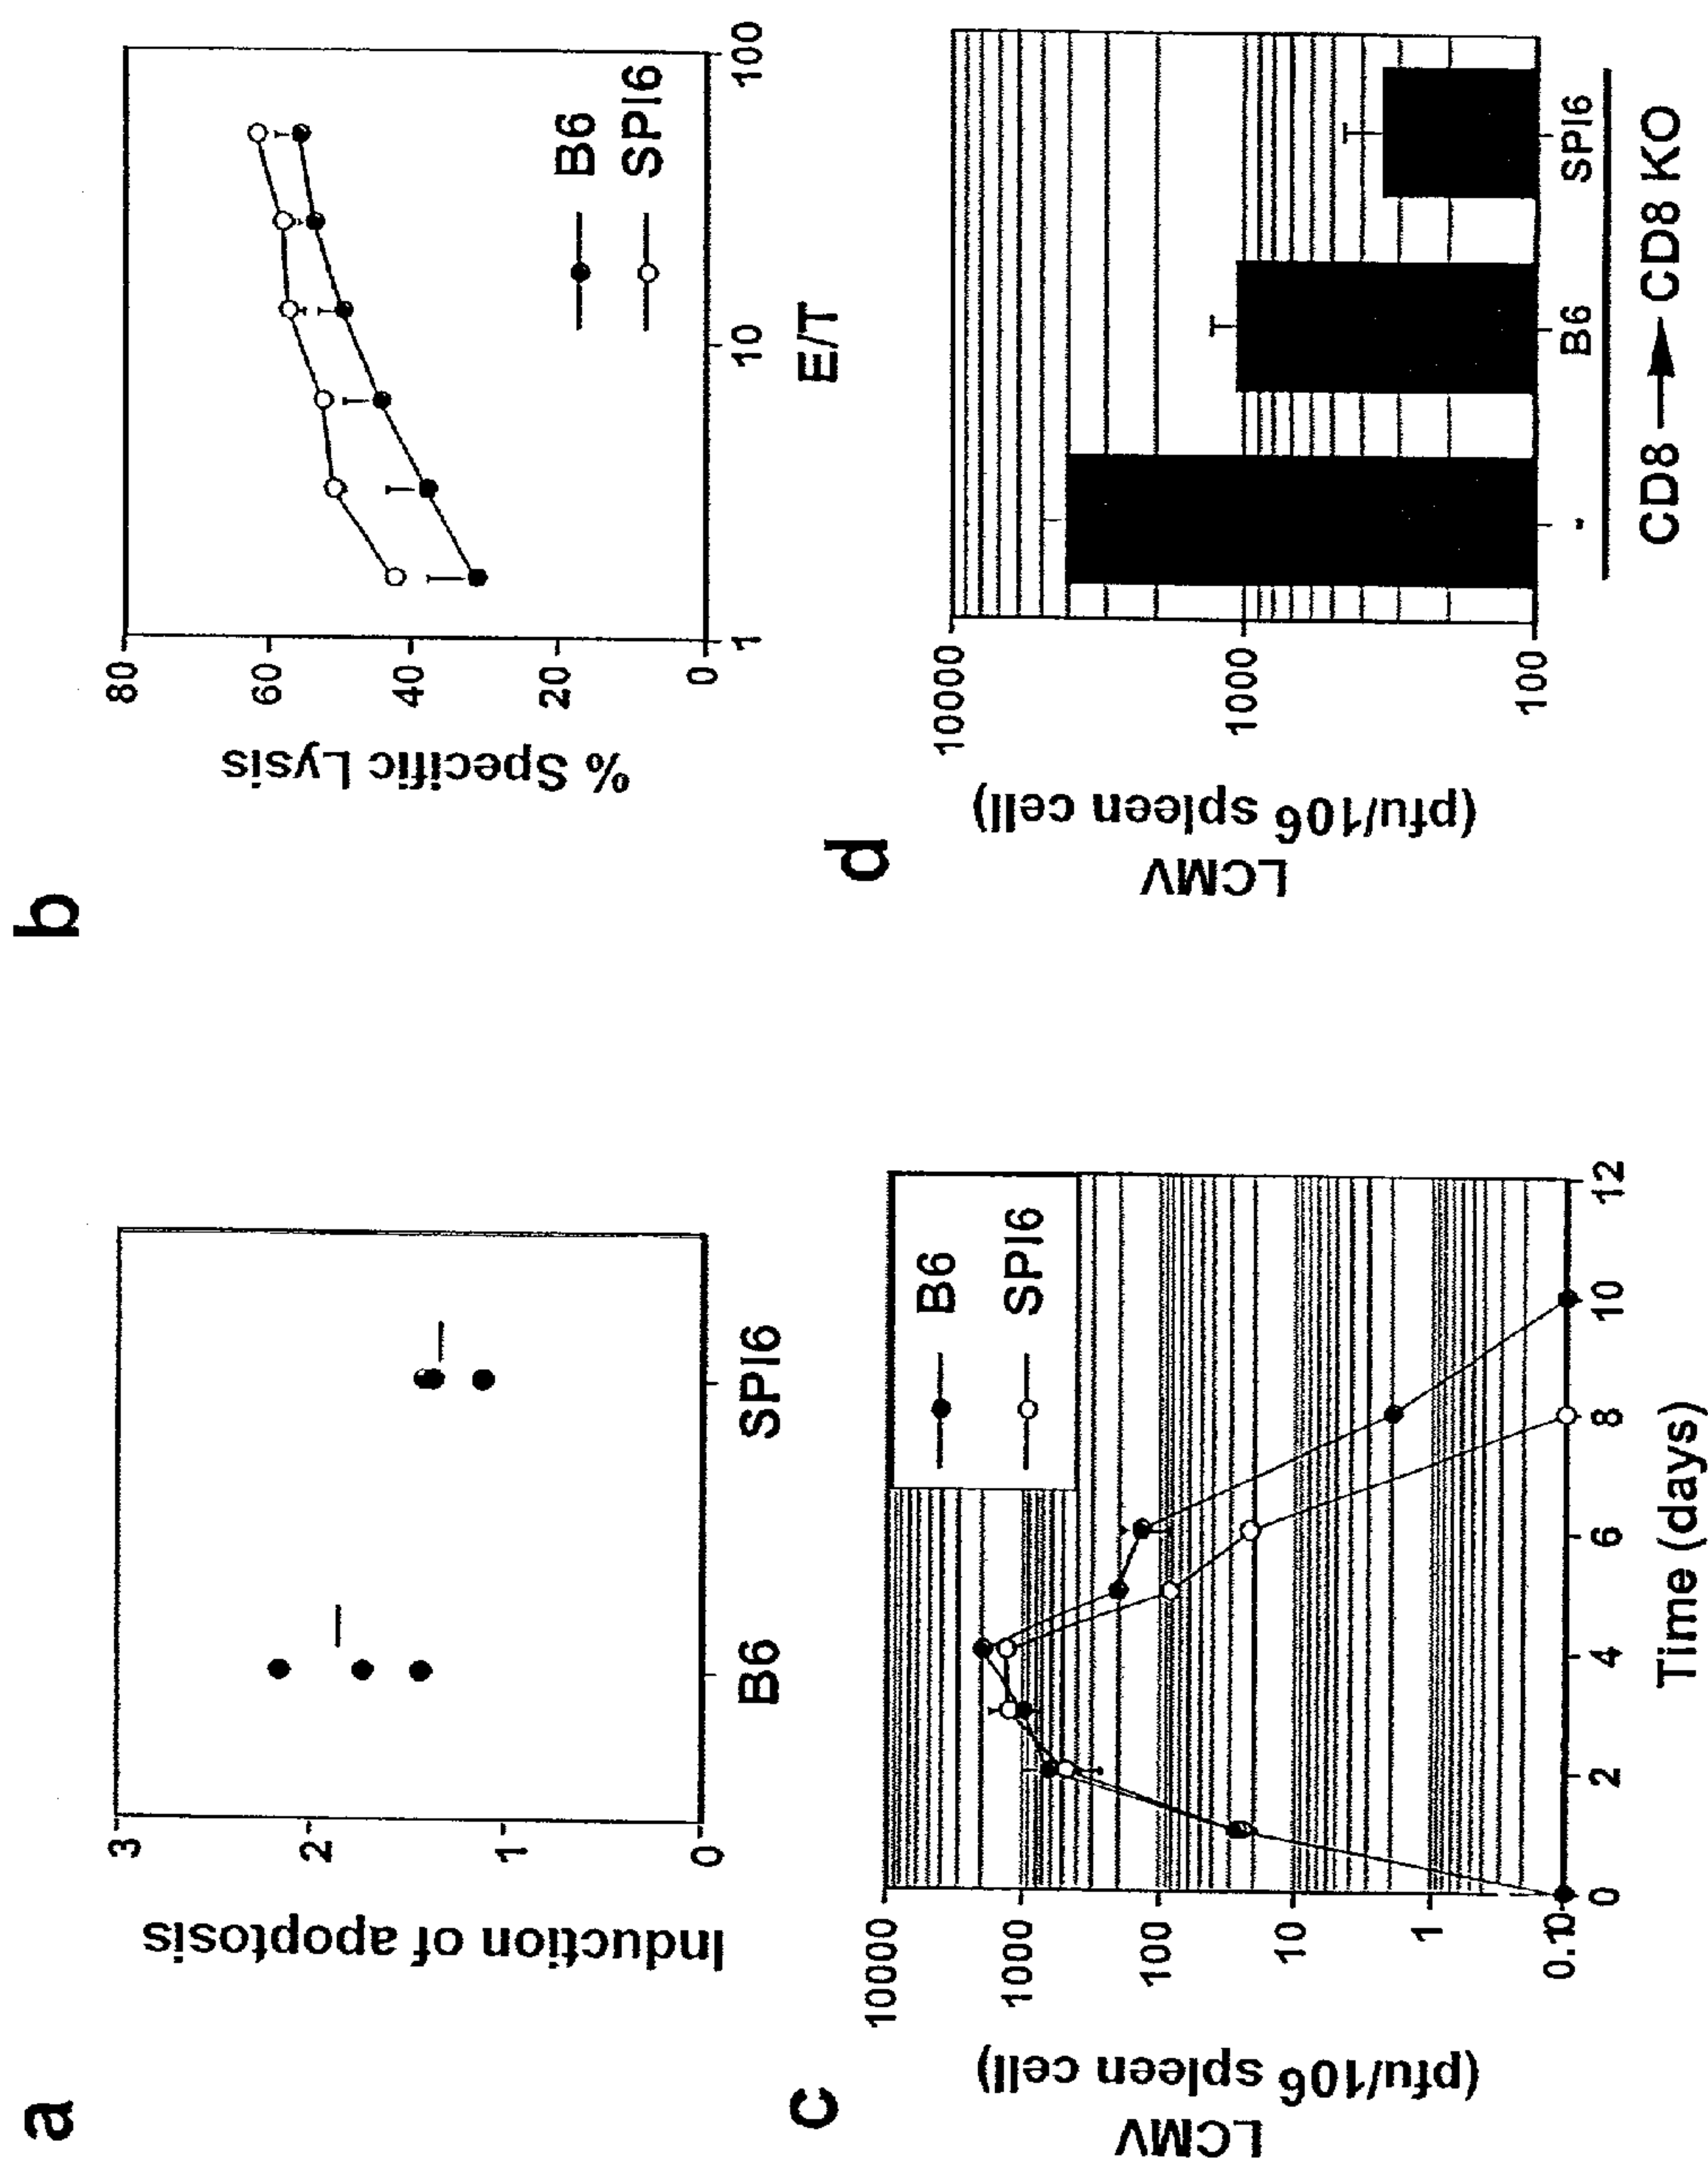 a
Induction of apoptosis
3
2
1
0
B6
SPI6
b
% Specific Lysis
80
60
40
20
0
1
10
100
E/T
B6
SPI6
c
LCMV
(pfu/10⁶ spleen cell)
10000
1000
100
10
1
0.10
0
2
4
6
8
10
12
Time (days)
B6
SPI6
d
LCMV
(pfu/10⁶ spleen cell)
10000
1000
100
-
B6
SPI6
CD8 → CD8 KO